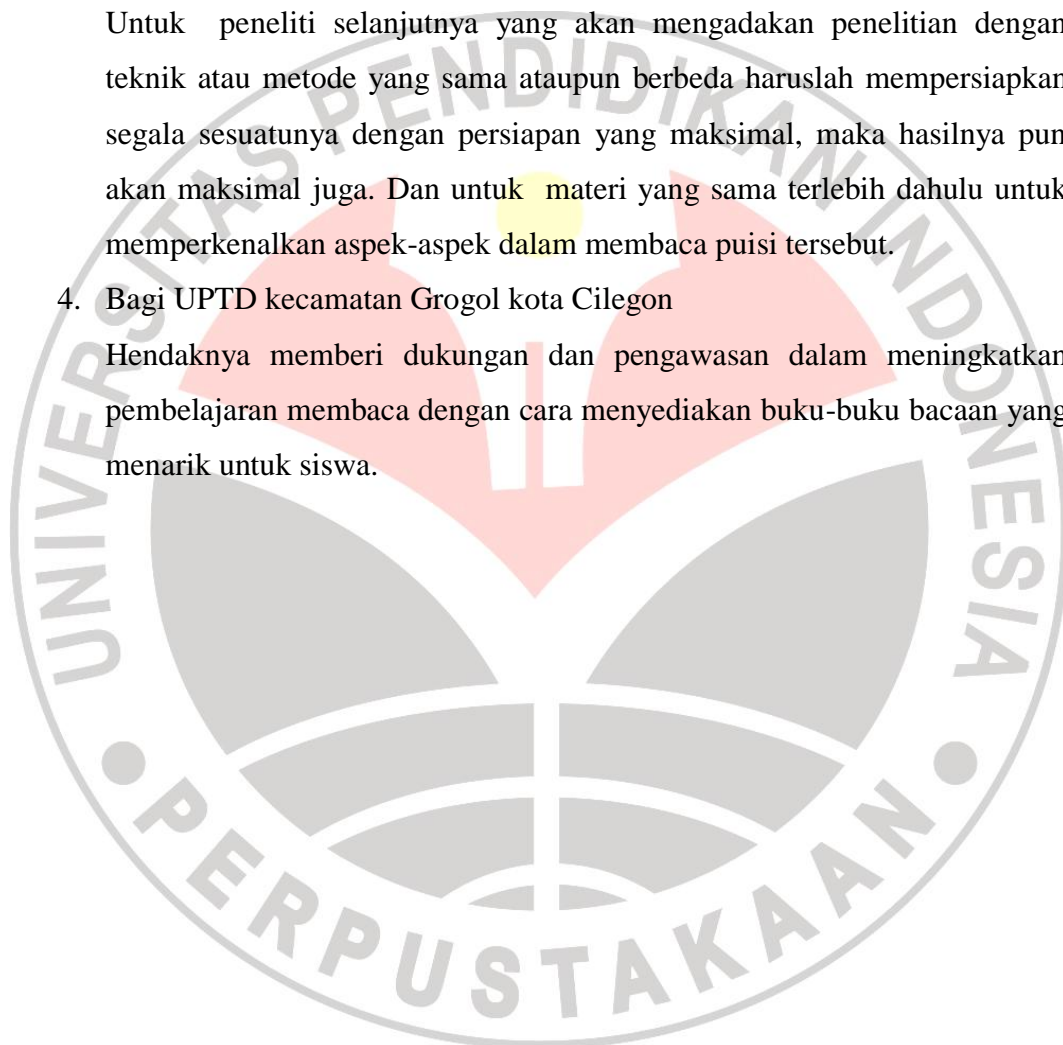 Untuk peneliti selanjutnya yang akan mengadakan penelitian dengan
teknik atau metode yang sama ataupun berbeda haruslah mempersiapkan
segala sesuatunya dengan persiapan yang maksimal, maka hasilnya pun
akan maksimal juga. Dan untuk materi yang sama terlebih dahulu untuk
memperkenalkan aspek-aspek dalam membaca puisi tersebut.
4. Bagi UPTD kecamatan Grogol kota Cilegon
Hendaknya memberi dukungan dan pengawasan dalam meningkatkan
pembelajaran membaca dengan cara menyediakan buku-buku bacaan yang
menarik untuk siswa.
UNIVERSITAS PENDIDIKAN INDONESIA
PERPUSTAKAAN